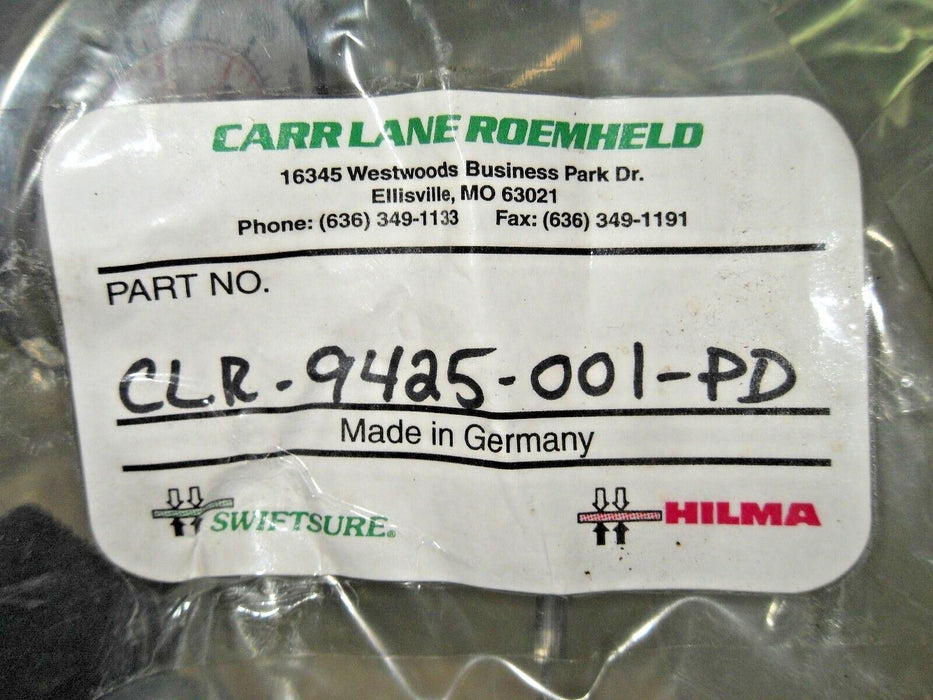 CARR LANE ROEMHELD
16345 Westwoods Business Park Dr.
Ellisville, MO 63021
Phone: (636) 349-1133 Fax: (636) 349-1191
PART NO.
CLR-9425-001-PD
Made in Germany
SWIFTSURE® HILMA